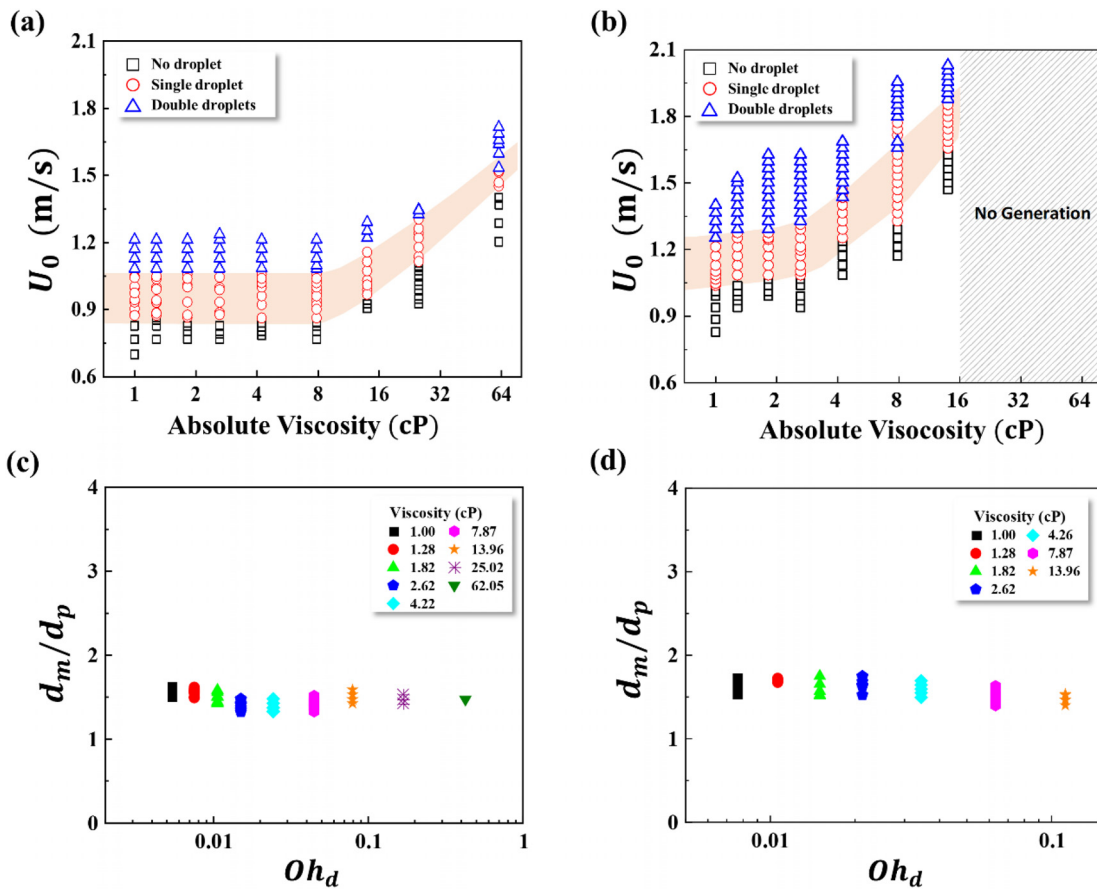 (a)
2.1
1.8
1.5
1.2
0.9
0.6
U₀ (m/s)
No droplet
Single droplet
Double droplets
1 2 4 8 16 32 64
Absolute Viscosity (cP)
(b)
2.1
1.8
1.5
1.2
0.9
0.6
U₀ (m/s)
No droplet
Single droplet
Double droplets
No Generation
1 2 4 8 16 32 64
Absolute Visocosity (cP)
(c)
4
3
2
1
0
dₘ/dₚ
Viscosity (cP)
1.00 7.87
1.28 13.96
1.82 25.02
2.62 62.05
4.22
0.01 0.1 1
Oh_d
(d)
4
3
2
1
0
dₘ/dₚ
Viscosity (cP)
1.00 4.26
1.28 7.87
1.82 13.96
2.62
0.01 0.1
Oh_d